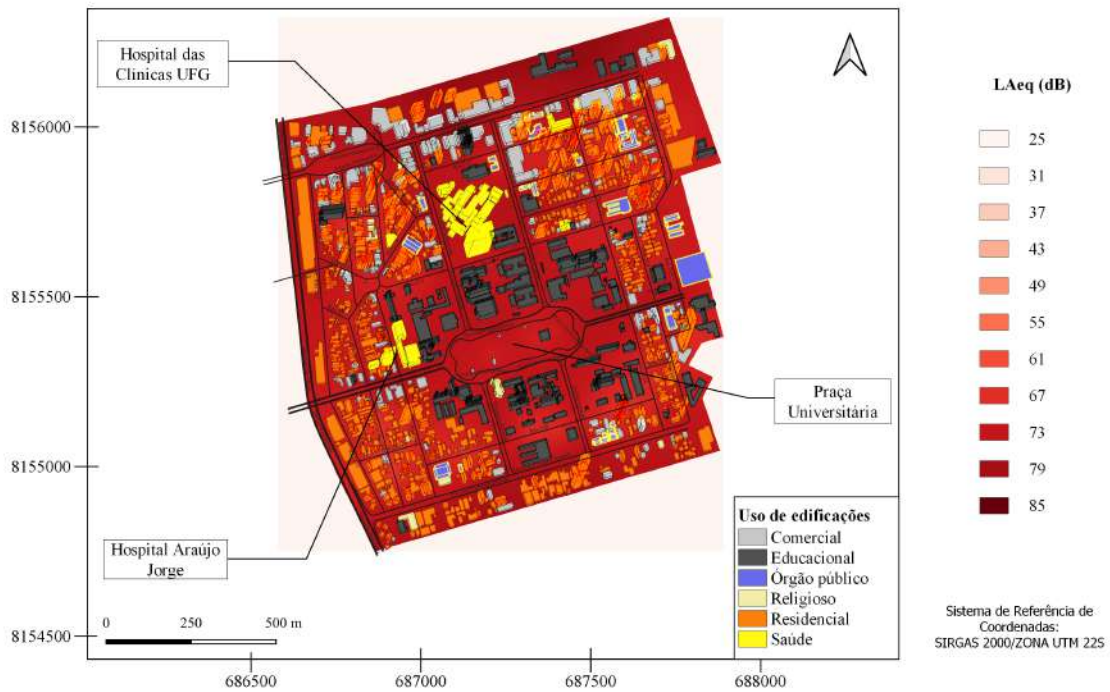 Hospital das
Clinicas UFG
8156000
8155500
8155000
8154500
Praça
Universitária
Hospital Araújo
Jorge
0 250 500 m
Uso de edificações
Comercial
Educacional
Órgão público
Religioso
Residencial
Saúde
686500 687000 687500 688000
LAeq (dB)
25
31
37
43
49
55
61
67
73
79
85
Sistema de Referência de
Coordenadas:
SIRGAS 2000/ZONA UTM 22S